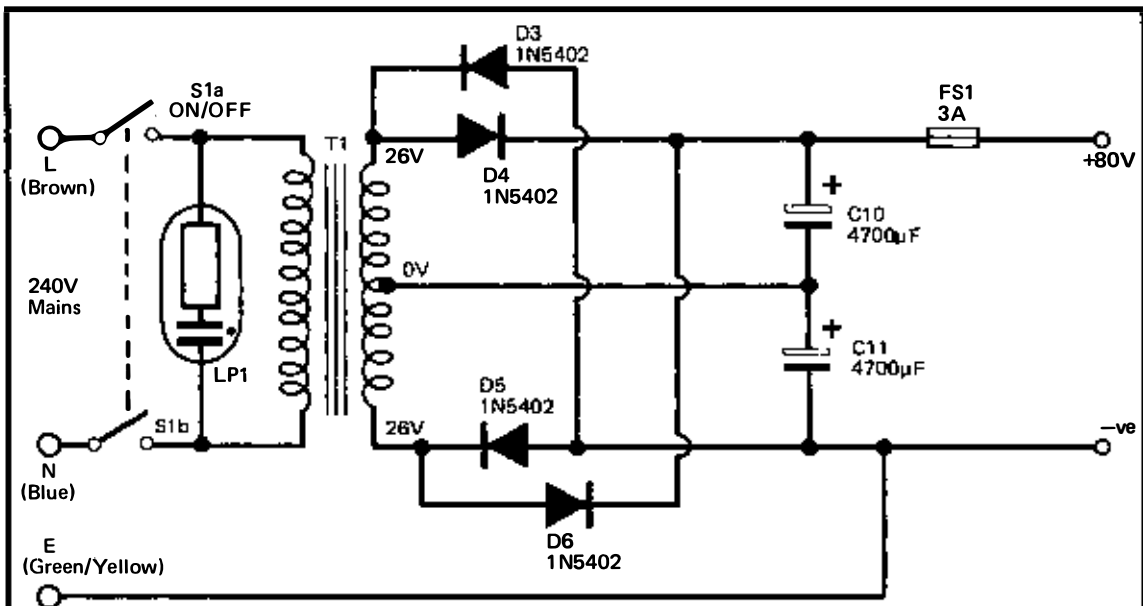 D3
1N5402
S1a
ON/OFF
FS1
3A
L
(Brown)
T1
26V
D4
1N5402
+80V
+
C10
4700µF
0V
240V
Mains
+
C11
4700µF
LP1
D5
1N5402
S1b
26V
–ve
N
(Blue)
D6
1N5402
E
(Green/Yellow)